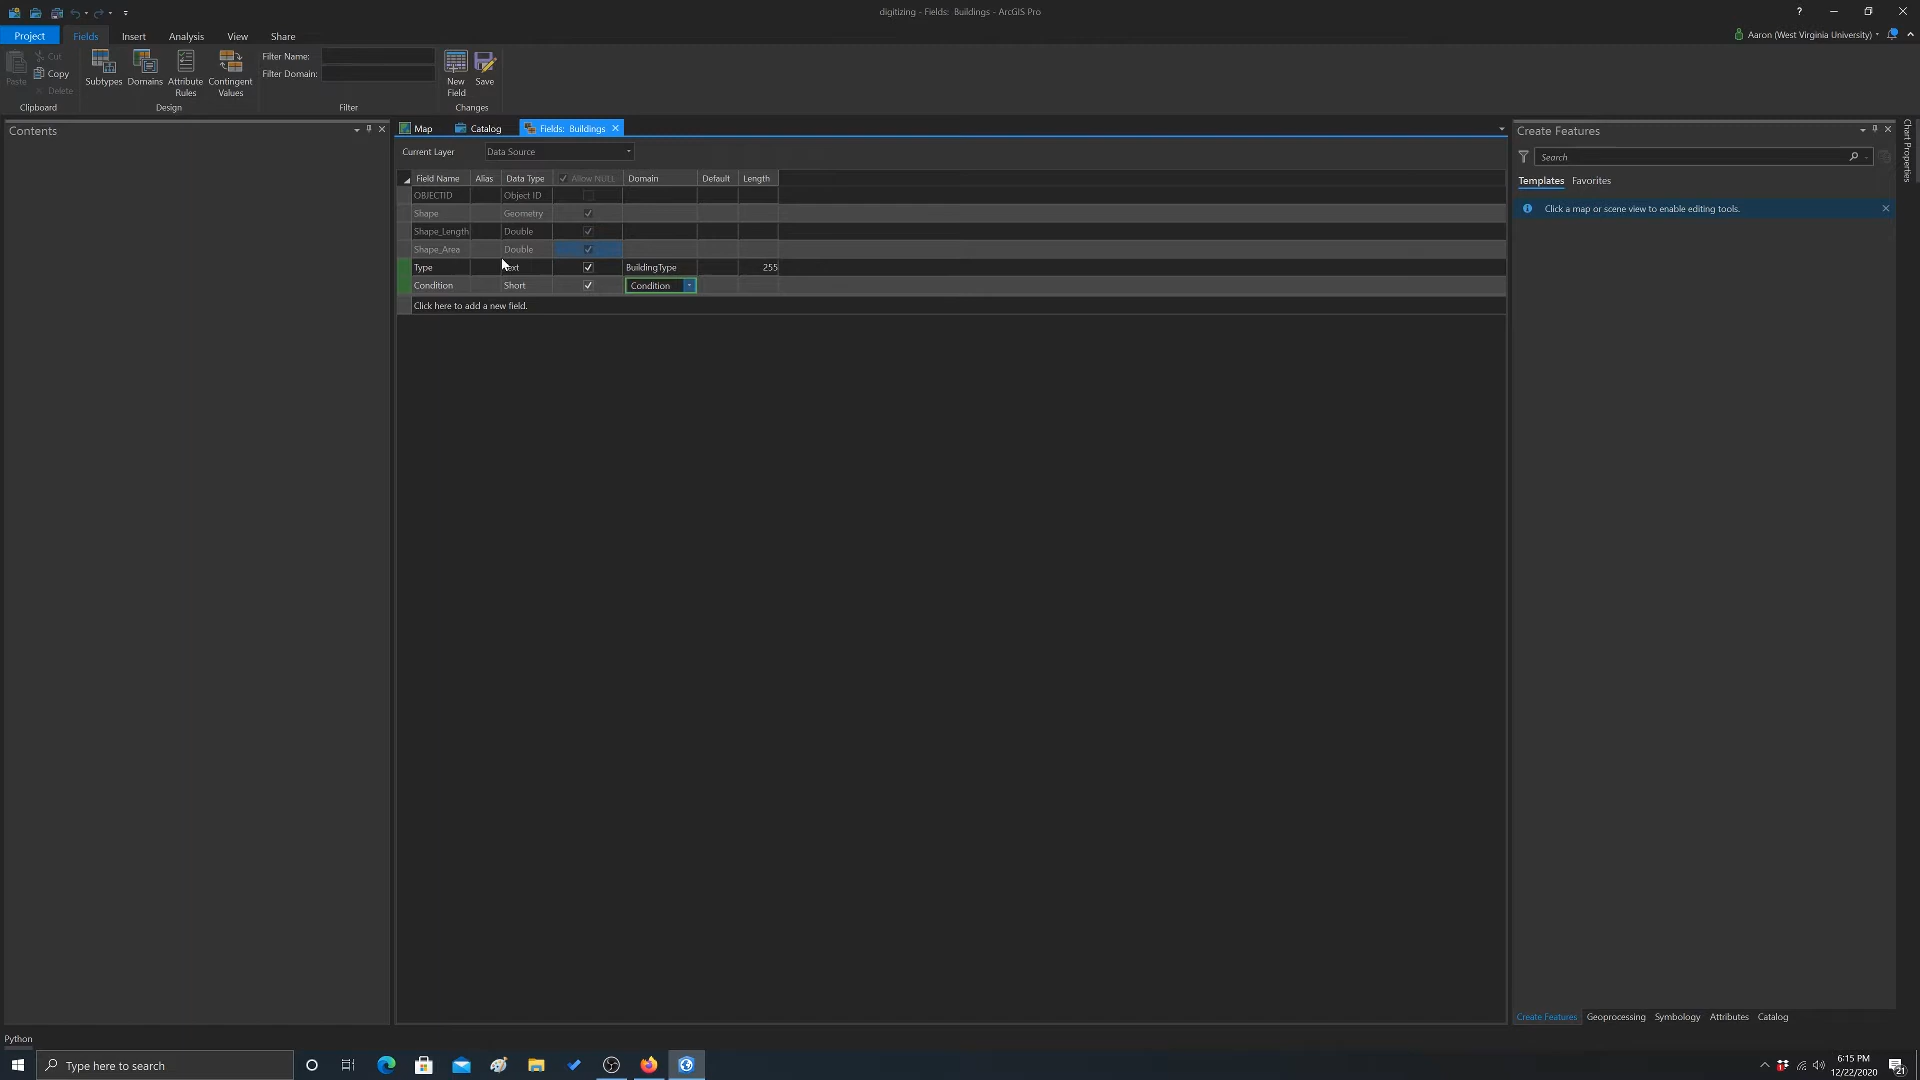 digitizing - Fields: Buildings - ArcGIS Pro
?
Project Fields Insert Analysis View Share
Aaron (West Virginia University)
Paste
Cut
Copy
Delete
Clipboard
Subtypes Domains Attribute Rules Contingent Values
Design
Filter Name:
Filter Domain:
Filter
New Field Save
Changes
Contents
Map Catalog Fields: Buildings
Current Layer Data Source
Field Name Alias Data Type Allow NULL Domain Default Length
OBJECTID Object ID
Shape Geometry
Shape_Length Double
Shape_Area Double
Type BuildingType 255
Condition Short Condition
Click here to add a new field.
Create Features
Search
Templates Favorites
Click a map or scene view to enable editing tools.
Chart Properties
Create Features Geoprocessing Symbology Attributes Catalog
Python
Type here to search
6:15 PM
12/22/2020
21